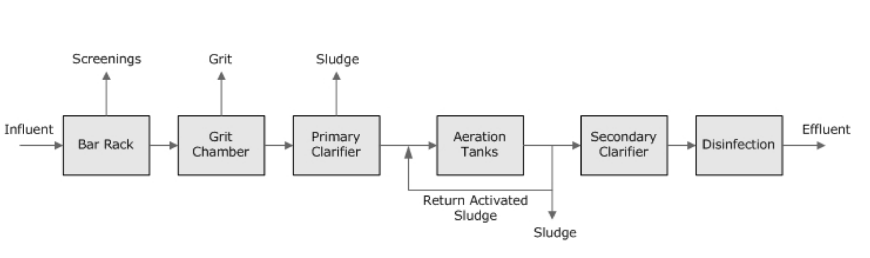 Screenings
Grit
Sludge
Influent
Bar Rack
Grit
Chamber
Primary
Clarifier
Aeration
Tanks
Secondary
Clarifier
Disinfection
Effluent
Return Activated
Sludge
Sludge